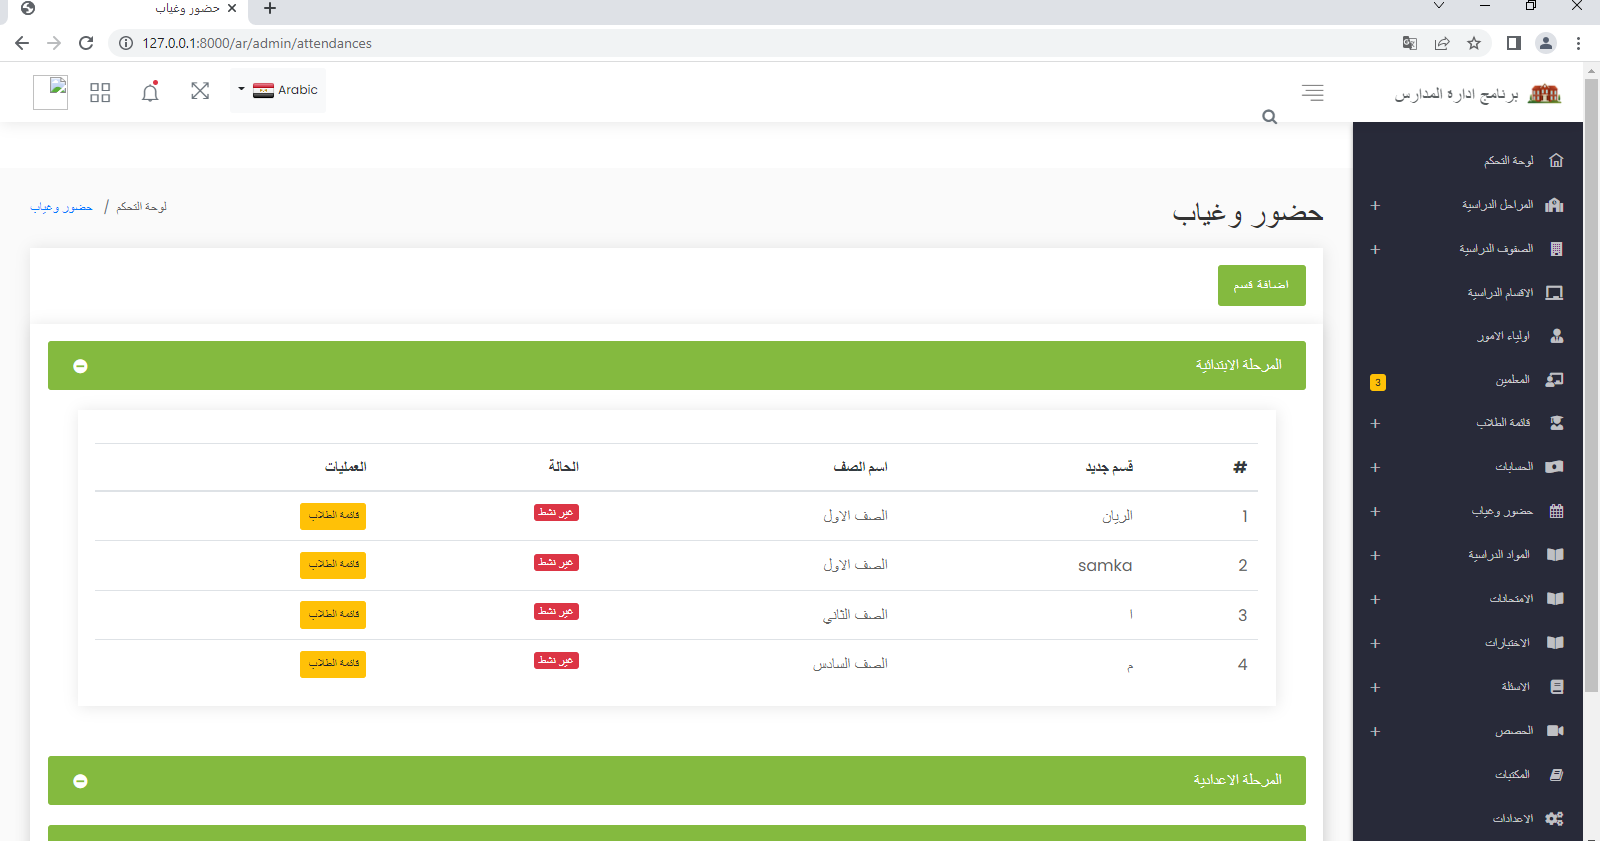 حضور وغياب
127.0.0.1:8000/ar/admin/attendances
برنامج ادارة المدارس
Arabic
لوحة التحكم
المراحل الدراسية
الصفوف الدراسية
الاقسام الدراسية
اولياء الامور
المعلمين 3
قائمة الطلاب
الحسابات
حضور وغياب
المواد الدراسية
الامتحانات
الاختبارات
الاسئلة
الحصص
المكتبات
الاعدادات
حضور وغياب
لوحة التحكم / حضور وغياب
اضافة قسم
المرحلة الابتدائية
# قسم جديد اسم الصف الحالة العمليات
1 الريان الصف الاول غير نشط قائمة الطلاب
2 samka الصف الاول غير نشط قائمة الطلاب
3 ا الصف الثاني غير نشط قائمة الطلاب
4 م الصف السادس غير نشط قائمة الطلاب
المرحلة الاعدادية